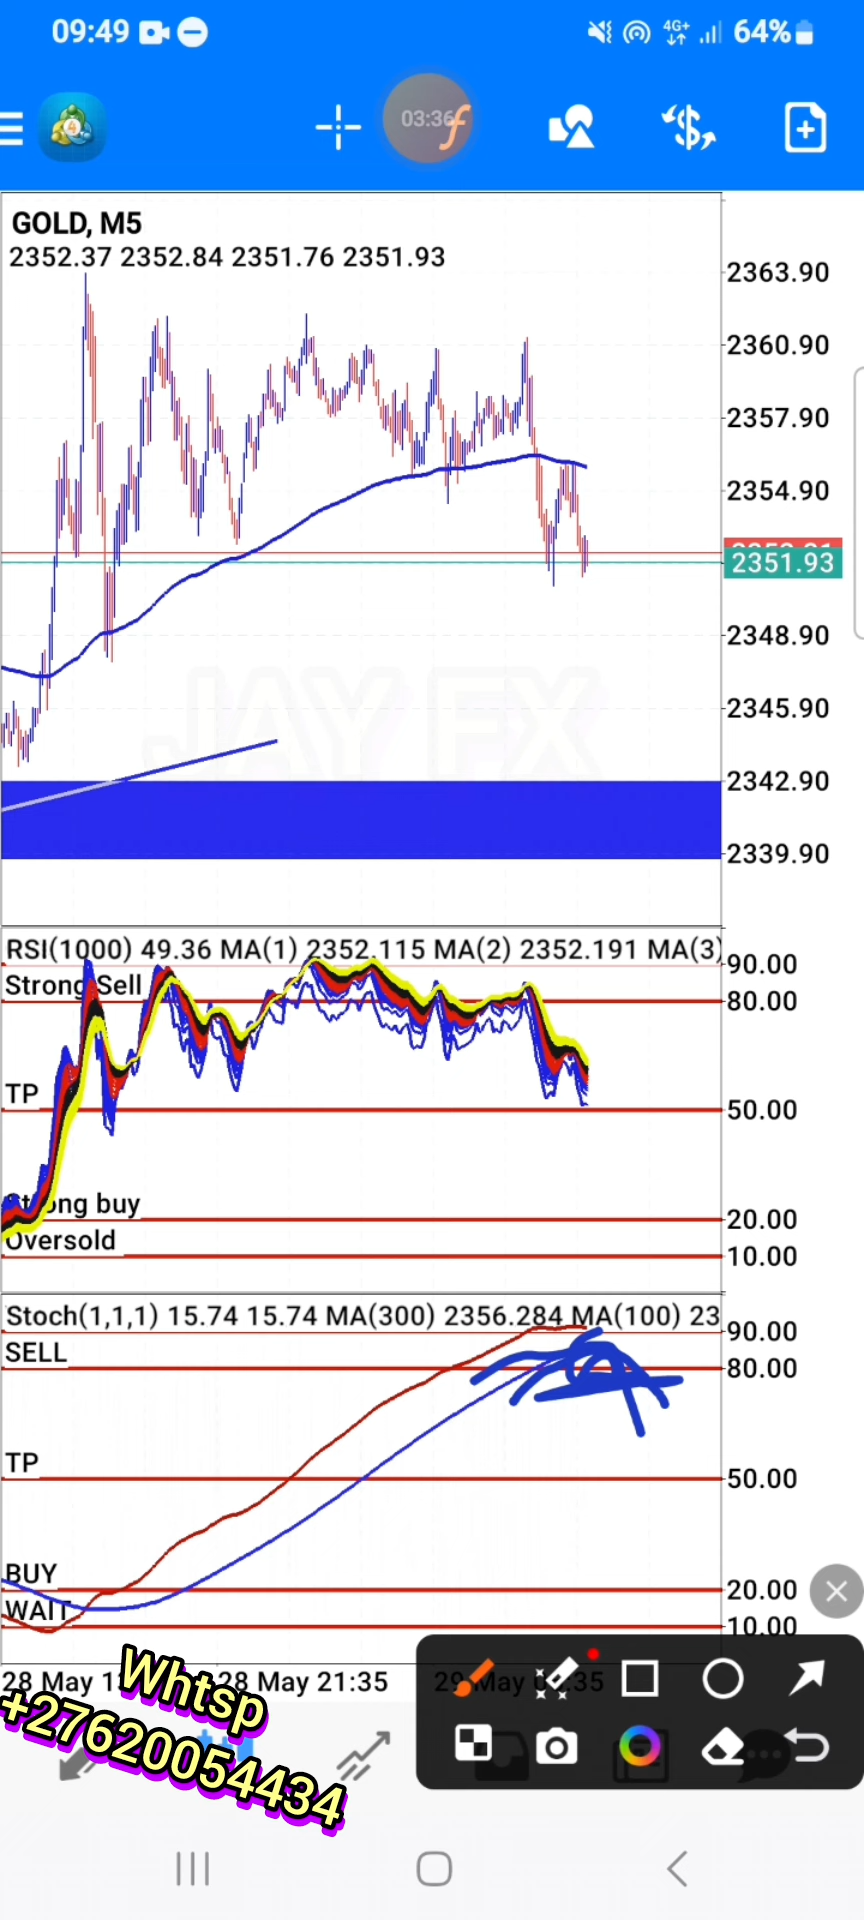 09:49
4G+
64%
03:36
GOLD, M5
2352.37 2352.84 2351.76 2351.93
2363.90
2360.90
2357.90
2354.90
2351.93
2348.90
JAY FX
2345.90
2342.90
2339.90
RSI(1000) 49.36 MA(1) 2352.115 MA(2) 2352.191 MA(3)
90.00
Strong Sell
80.00
TP
50.00
Strong buy
20.00
Oversold
10.00
Stoch(1,1,1) 15.74 15.74 MA(300) 2356.284 MA(100) 23
90.00
SELL
80.00
TP
50.00
BUY
20.00
WAIT
10.00
28 May
28 May 21:35
29 May
Whtsp
+27620054434